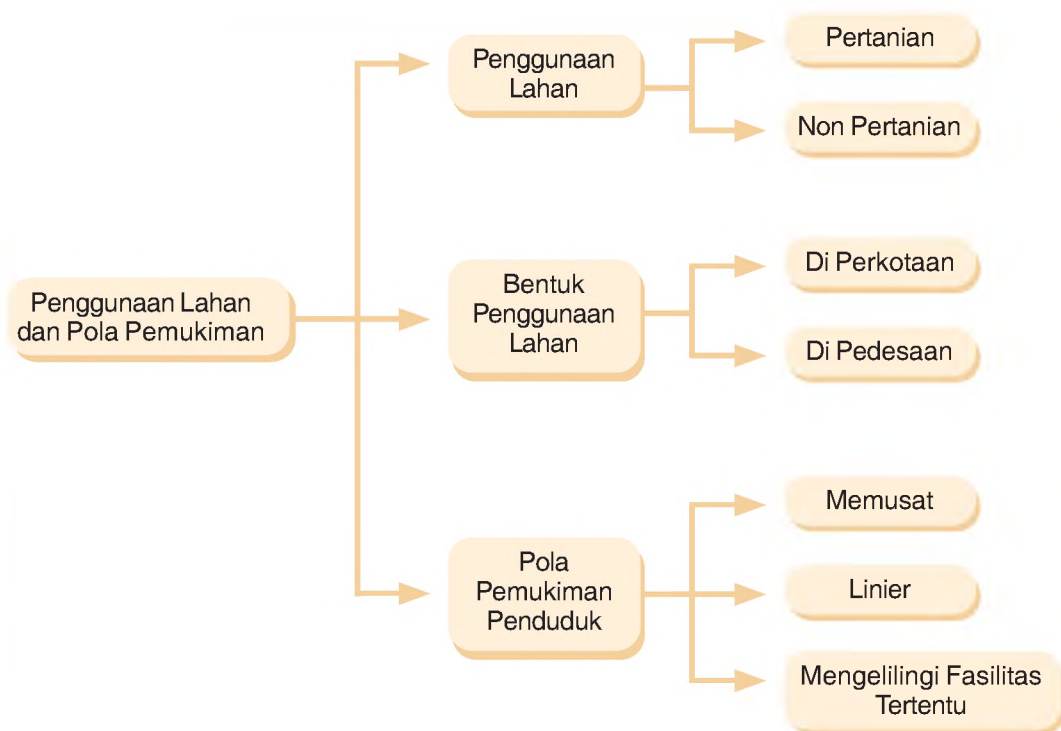 Penggunaan Lahan
dan Pola Pemukiman
Penggunaan
Lahan
Pertanian
Non Pertanian
Bentuk
Penggunaan
Lahan
Di Perkotaan
Di Pedesaan
Pola
Pemukiman
Penduduk
Memusat
Linier
Mengelilingi Fasilitas
Tertentu